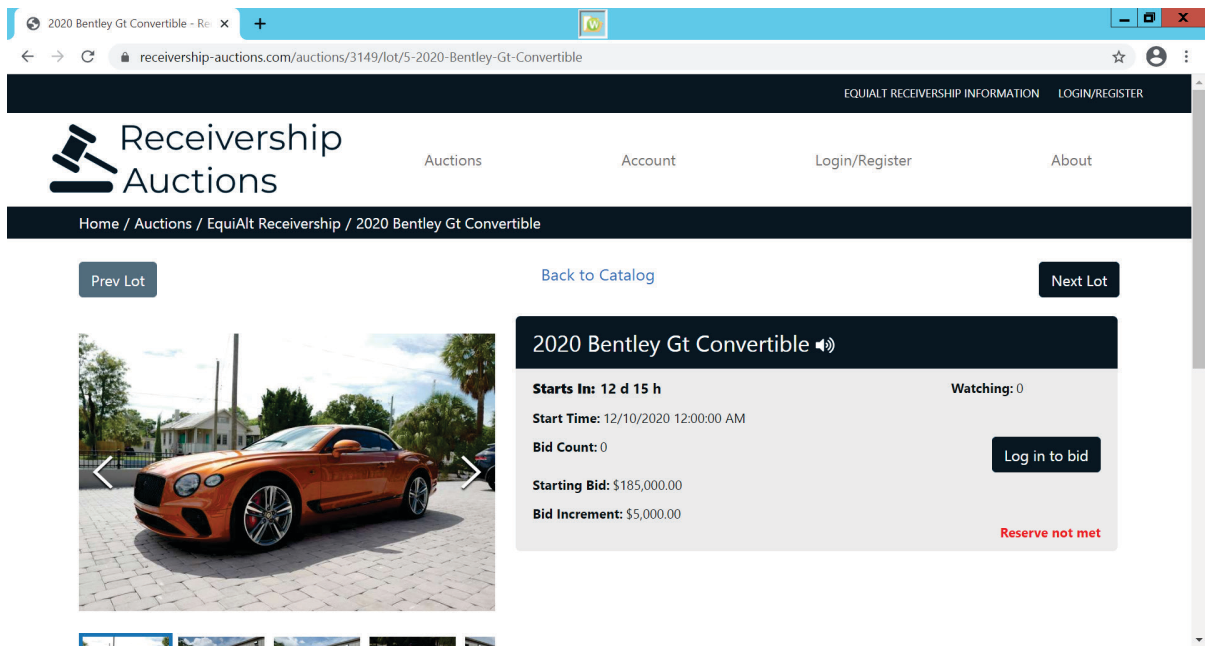 2020 Bentley Gt Convertible - Re
receivership-auctions.com/auctions/3149/lot/5-2020-Bentley-Gt-Convertible
EQUIALT RECEIVERSHIP INFORMATION LOGIN/REGISTER
Receivership
Auctions
Auctions Account Login/Register About
Home / Auctions / EquiAlt Receivership / 2020 Bentley Gt Convertible
Prev Lot Back to Catalog Next Lot
2020 Bentley Gt Convertible
Starts In: 12 d 15 h Watching: 0
Start Time: 12/10/2020 12:00:00 AM
Bid Count: 0
Log in to bid
Starting Bid: $185,000.00
Bid Increment: $5,000.00
Reserve not met